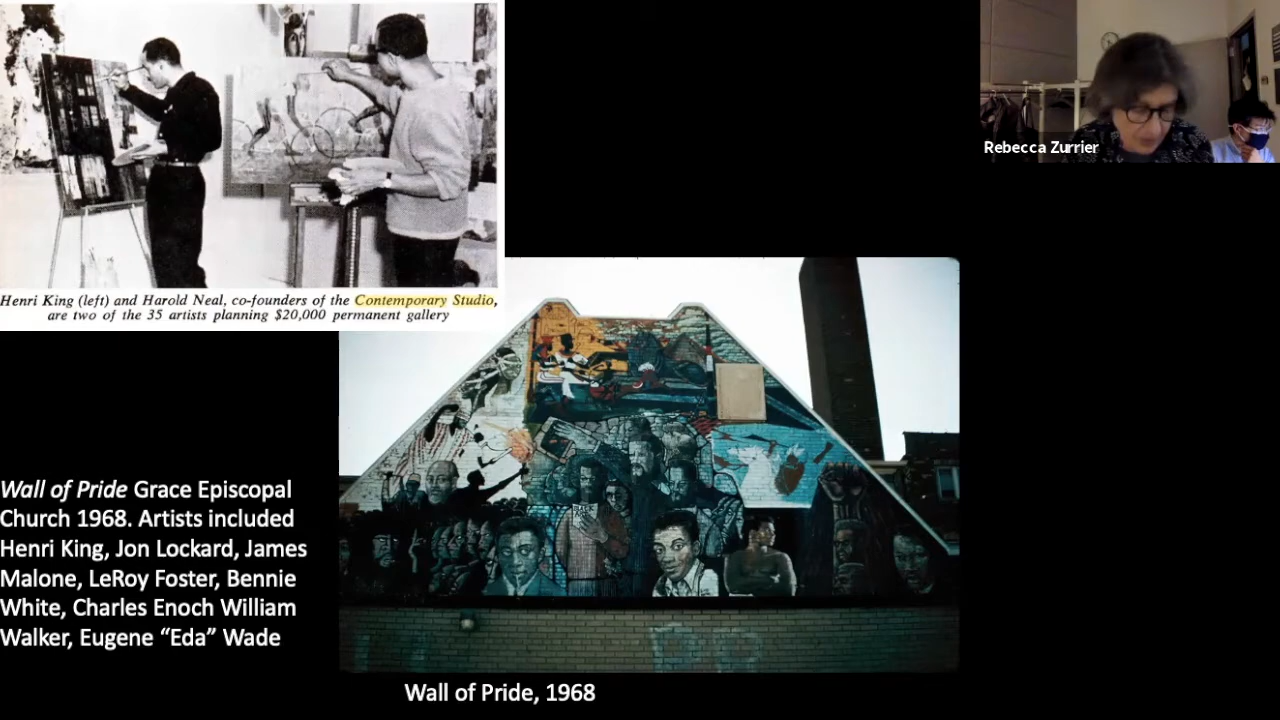 Henri King (left) and Harold Neal, co-founders of the Contemporary Studio,
are two of the 35 artists planning $20,000 permanent gallery
Rebecca Zurrier
Wall of Pride Grace Episcopal
Church 1968. Artists included
Henri King, Jon Lockard, James
Malone, LeRoy Foster, Bennie
White, Charles Enoch William
Walker, Eugene “Eda” Wade
Wall of Pride, 1968